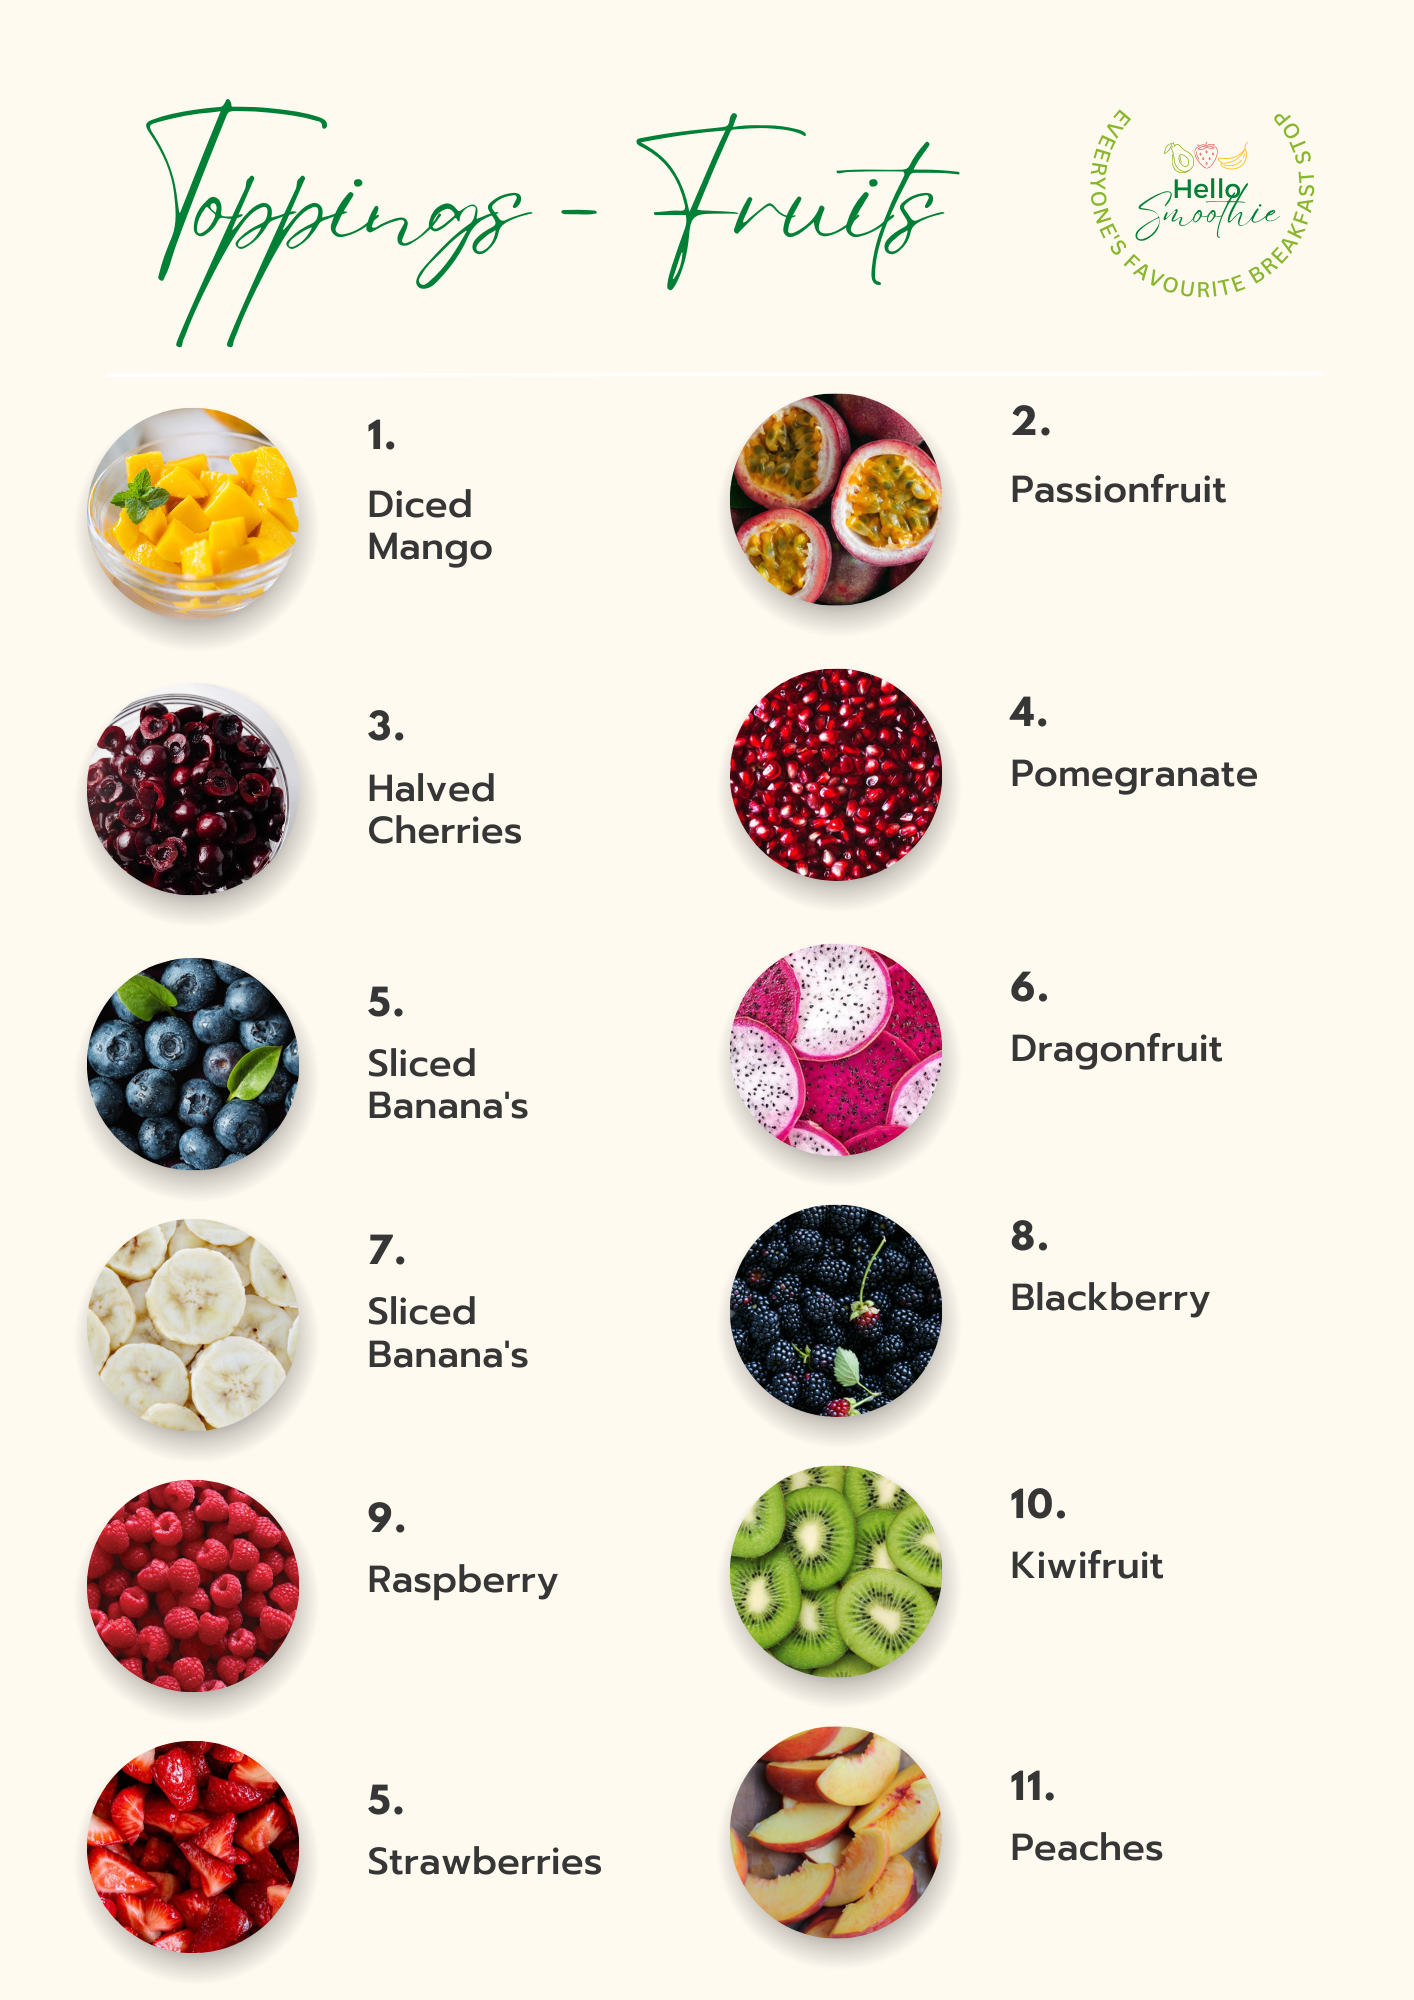 Toppings - Fruits
EVEERYONE'S FAVOURITE BREAKFAST STOP
Hello
Smoothie
1.
Diced
Mango
2.
Passionfruit
3.
Halved
Cherries
4.
Pomegranate
5.
Sliced
Banana's
6.
Dragonfruit
7.
Sliced
Banana's
8.
Blackberry
9.
Raspberry
10.
Kiwifruit
5.
Strawberries
11.
Peaches